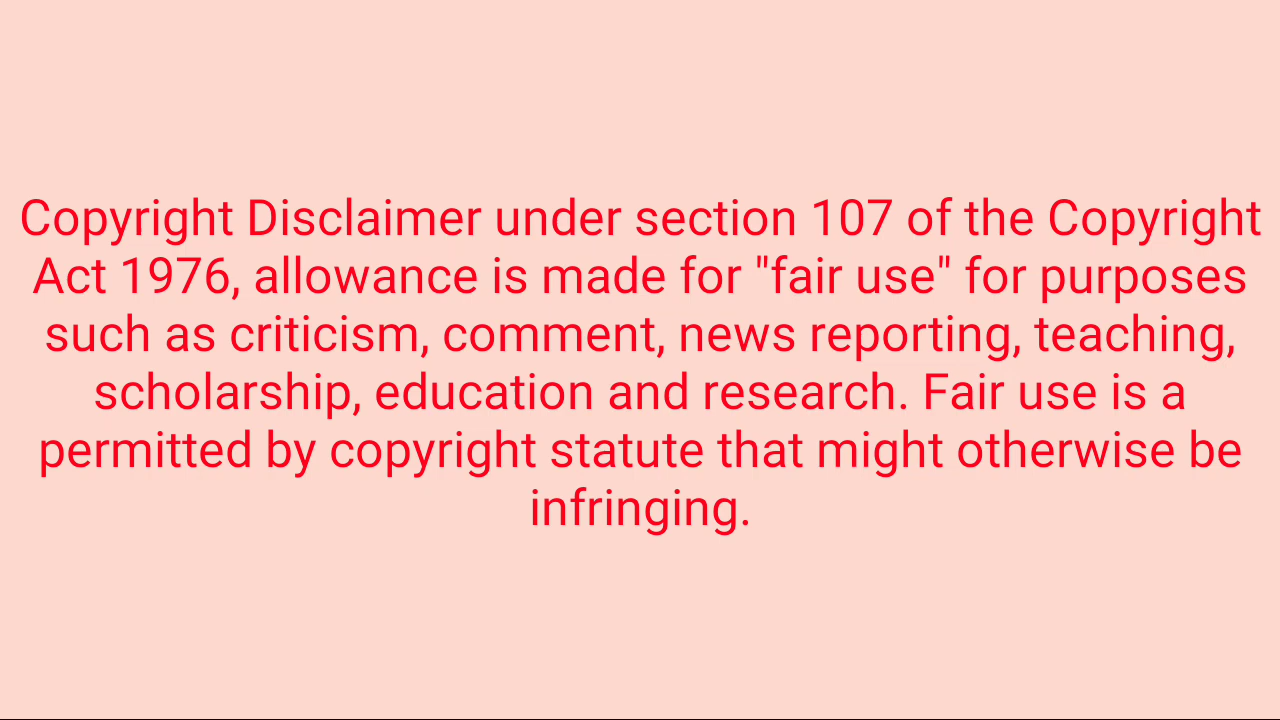 Copyright Disclaimer under section 107 of the Copyright
Act 1976, allowance is made for "fair use" for purposes
such as criticism, comment, news reporting, teaching,
scholarship, education and research. Fair use is a
permitted by copyright statute that might otherwise be
infringing.